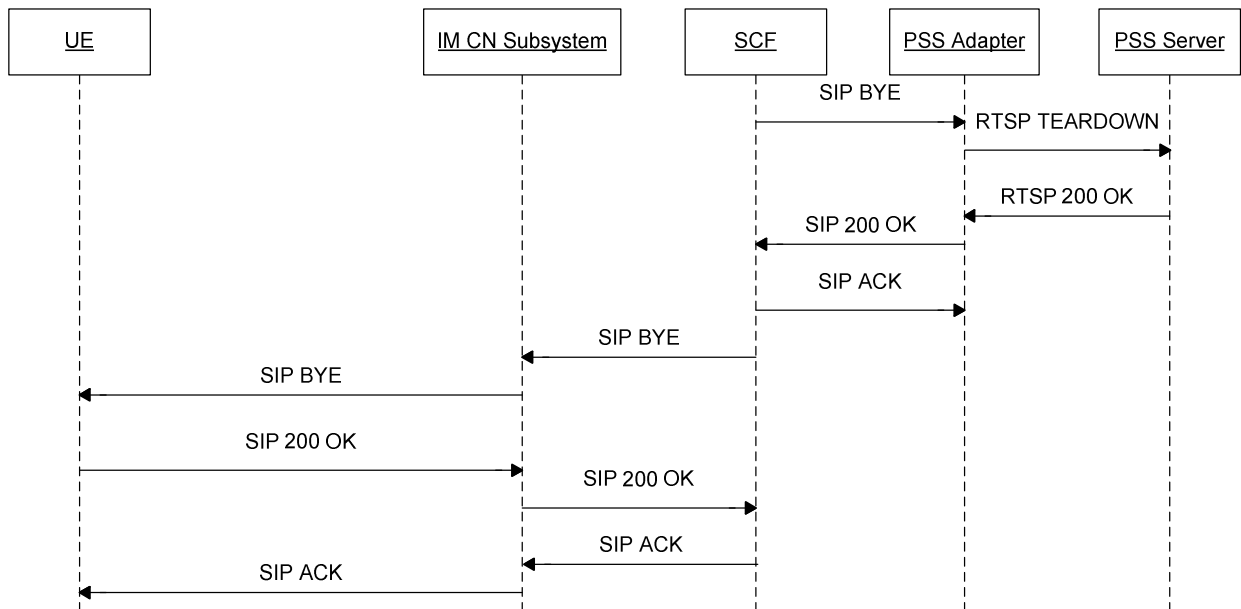 UE
IM CN Subsystem
SCF
PSS Adapter
PSS Server
SIP BYE
RTSP TEARDOWN
RTSP 200 OK
SIP 200 OK
SIP ACK
SIP BYE
SIP BYE
SIP 200 OK
SIP 200 OK
SIP ACK
SIP ACK